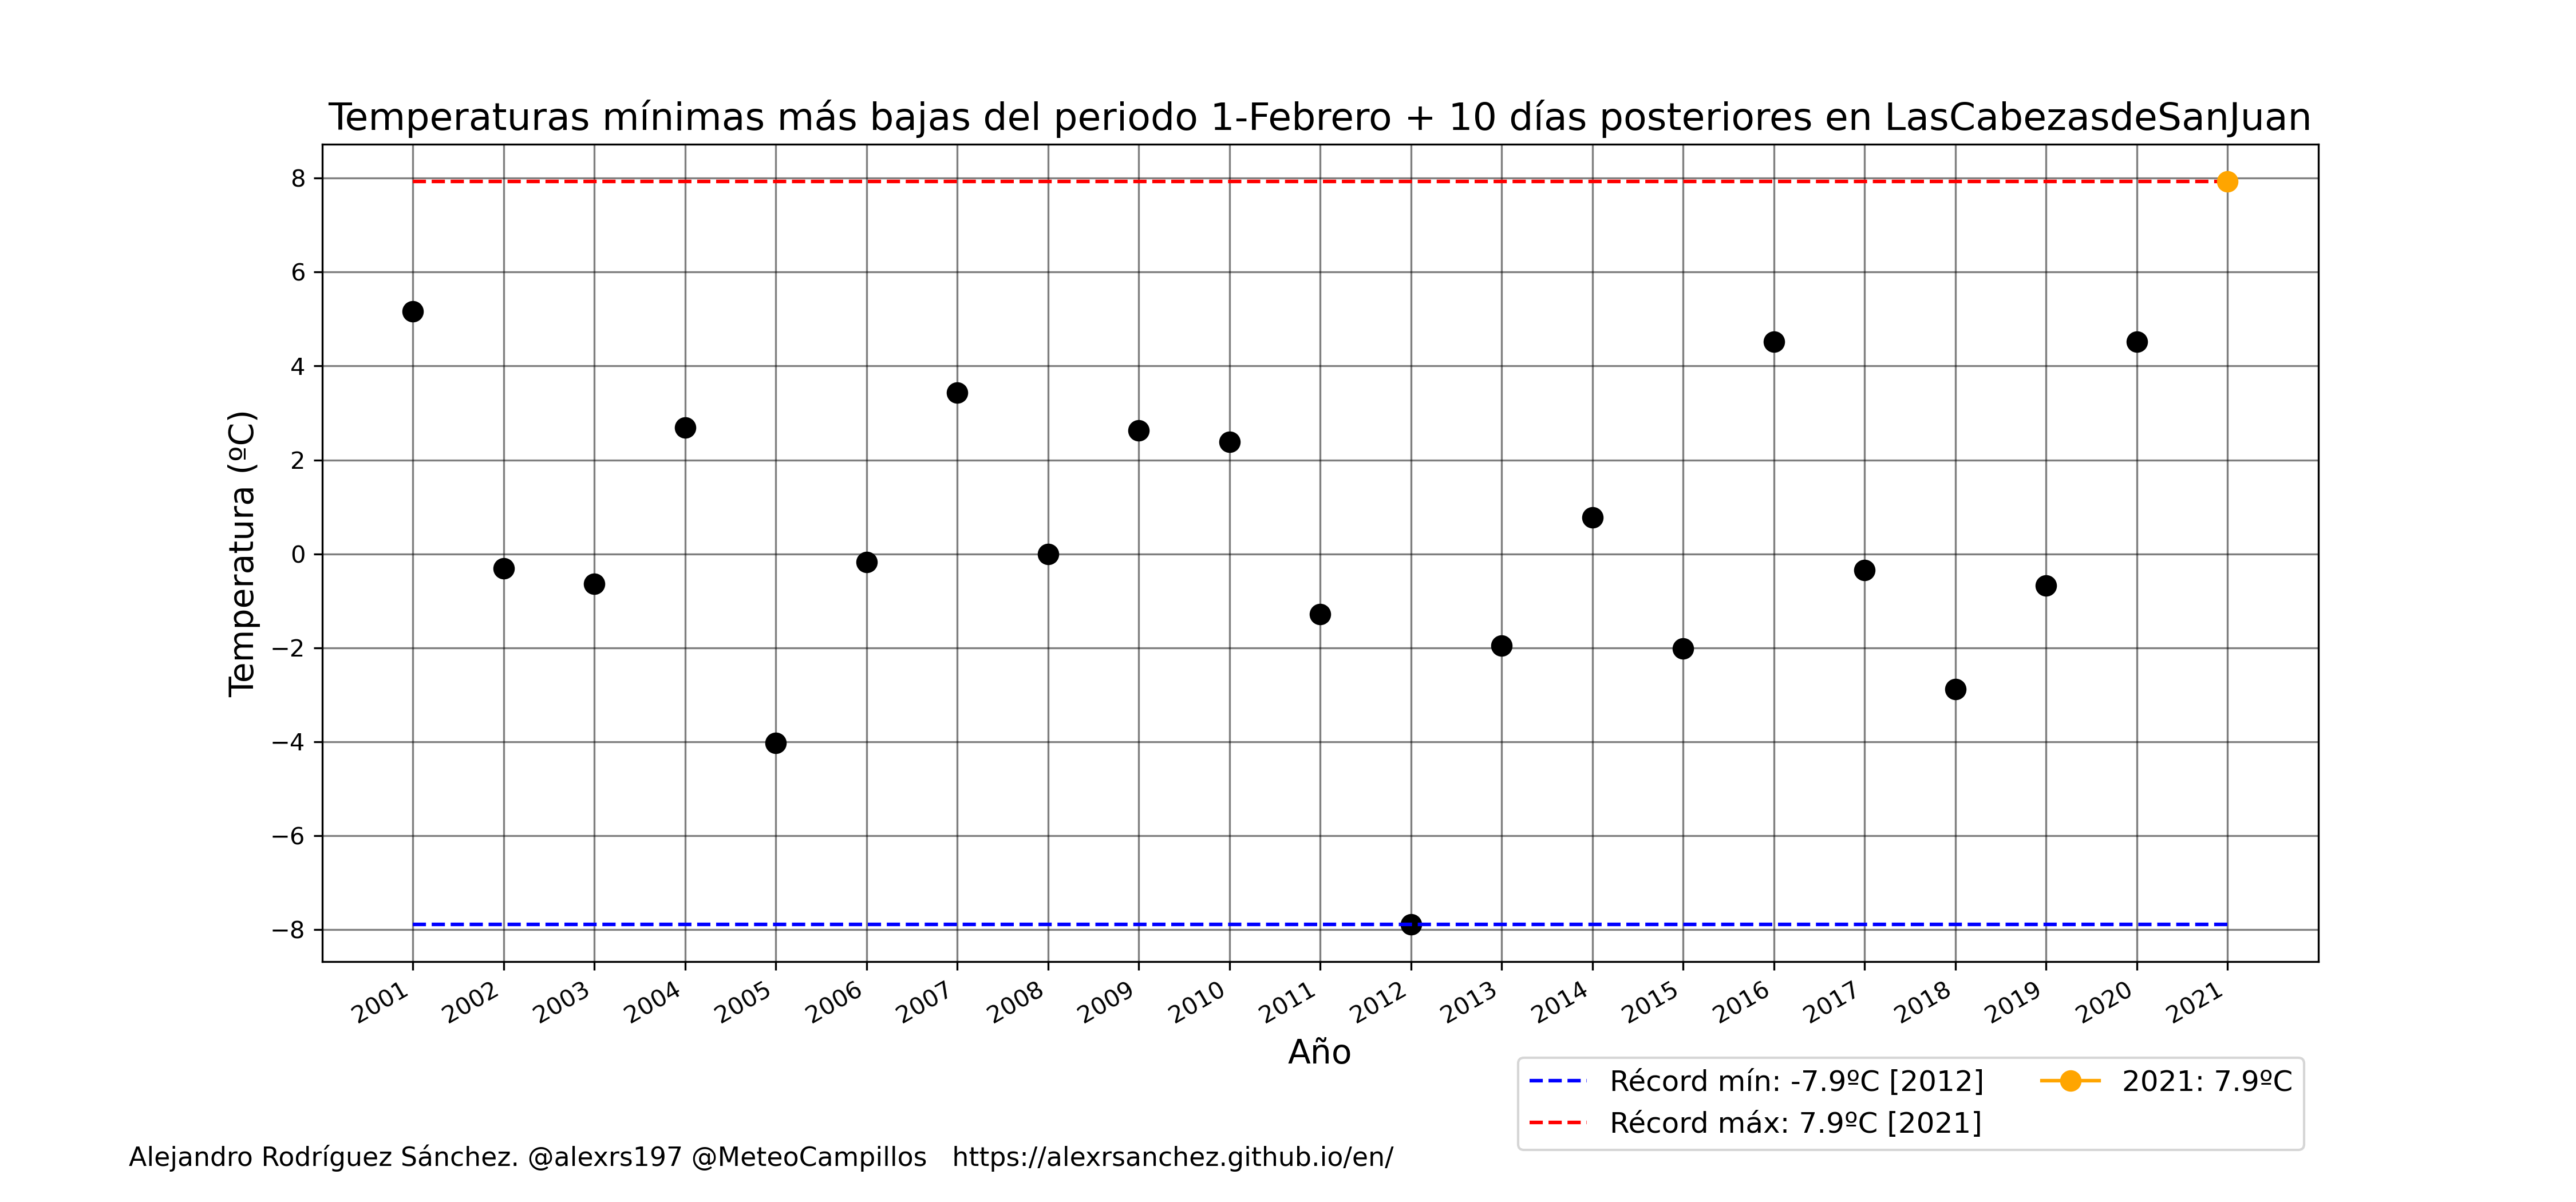 Temperaturas mínimas más bajas del periodo 1-Febrero + 10 días posteriores en LasCabezasdeSanJuan
Temperatura (ºC)
8
6
4
2
0
−2
−4
−6
−8
2001 2002 2003 2004 2005 2006 2007 2008 2009 2010 2011 2012 2013 2014 2015 2016 2017 2018 2019 2020 2021
Año
Récord mín: -7.9ºC [2012]
Récord máx: 7.9ºC [2021]
2021: 7.9ºC
Alejandro Rodríguez Sánchez. @alexrs197 @MeteoCampillos https://alexrsanchez.github.io/en/